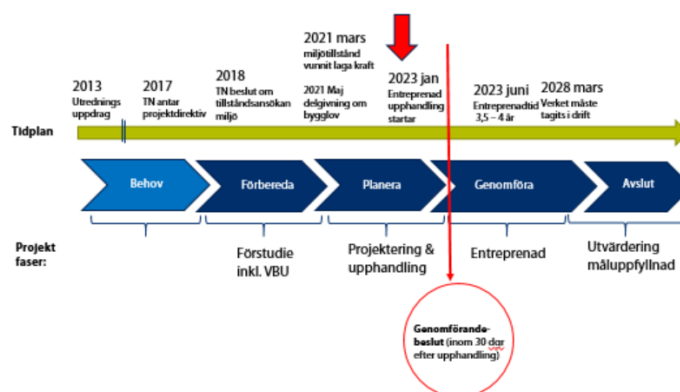 2013
Utrednings
uppdrag
2017
TN antar
projektdirektiv
2018
TN beslut om
tillståndsansökan
miljö
2021 mars
miljötillstånd
vunnit laga kraft
2021 Maj
delgivning om
bygglov
2023 jan
Entreprenad
upphandling
startar
2023 juni
Entreprenadtid
3,5 – 4 år
2028 mars
Verket måste
tagits i drift
Tidplan
Behov
Förbereda
Planera
Genomföra
Avslut
Projekt
faser:
Förstudie
inkl. VBU
Projektering &
upphandling
Entreprenad
Utvärdering
måluppfyllnad
Genomförande-
beslut (inom 30 dgr
efter upphandling)